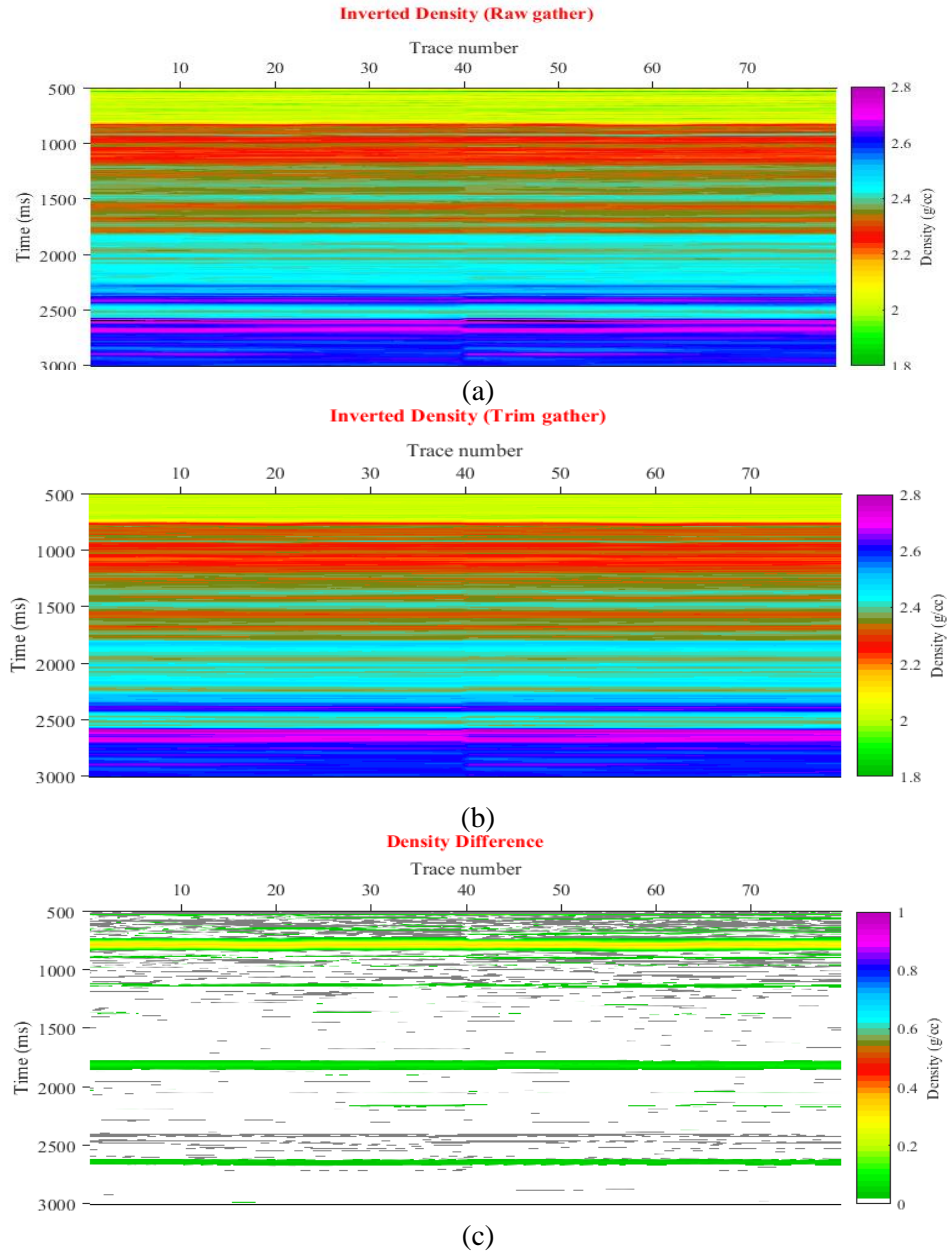 Inverted Density (Raw gather)
Trace number
10 20 30 40 50 60 70
500
1000
1500
2000
2500
3000
Time (ms)
2.8
2.6
2.4
2.2
2
1.8
Density (g/cc)
(a)
Inverted Density (Trim gather)
Trace number
10 20 30 40 50 60 70
500
1000
1500
2000
2500
3000
Time (ms)
2.8
2.6
2.4
2.2
2
1.8
Density (g/cc)
(b)
Density Difference
Trace number
10 20 30 40 50 60 70
500
1000
1500
2000
2500
3000
Time (ms)
1
0.8
0.6
0.4
0.2
0
Density (g/cc)
(c)